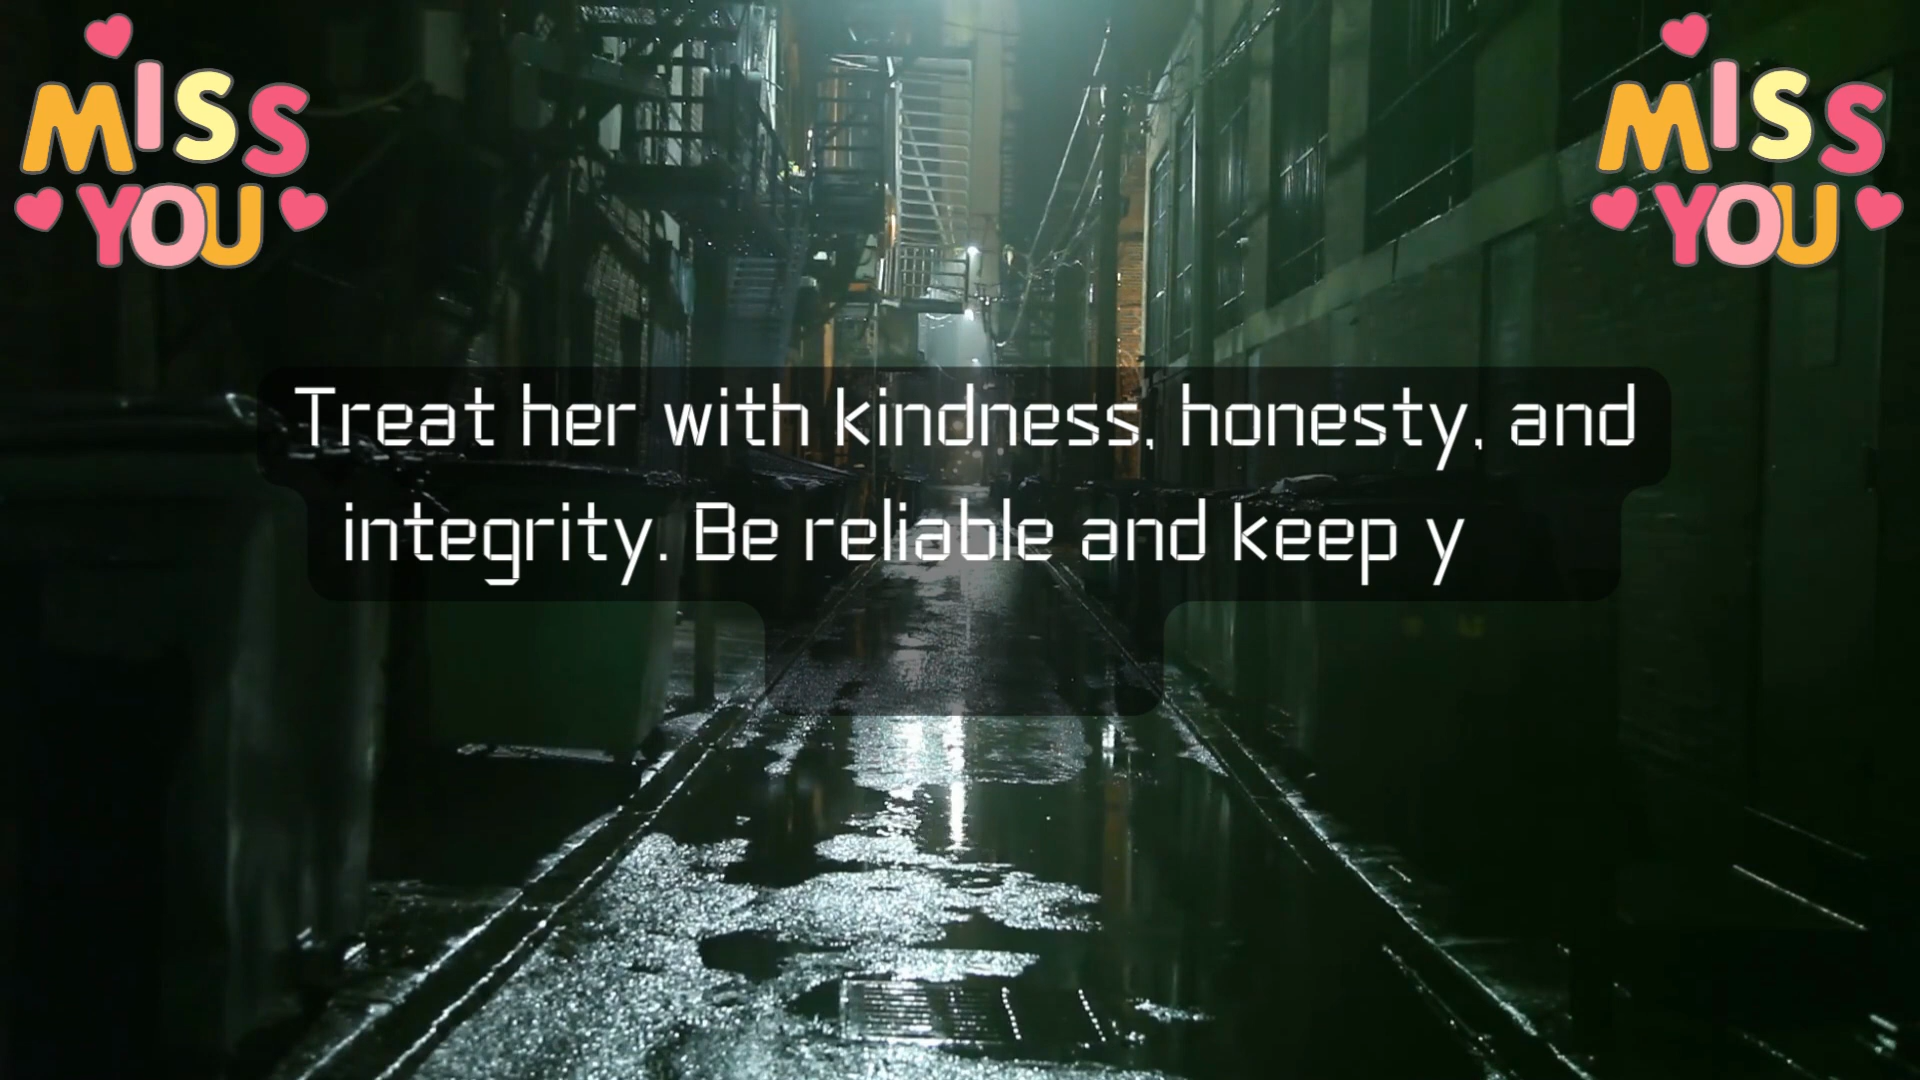 MISS
YOU
MISS
YOU
Treat her with kindness, honesty, and
integrity. Be reliable and keep y